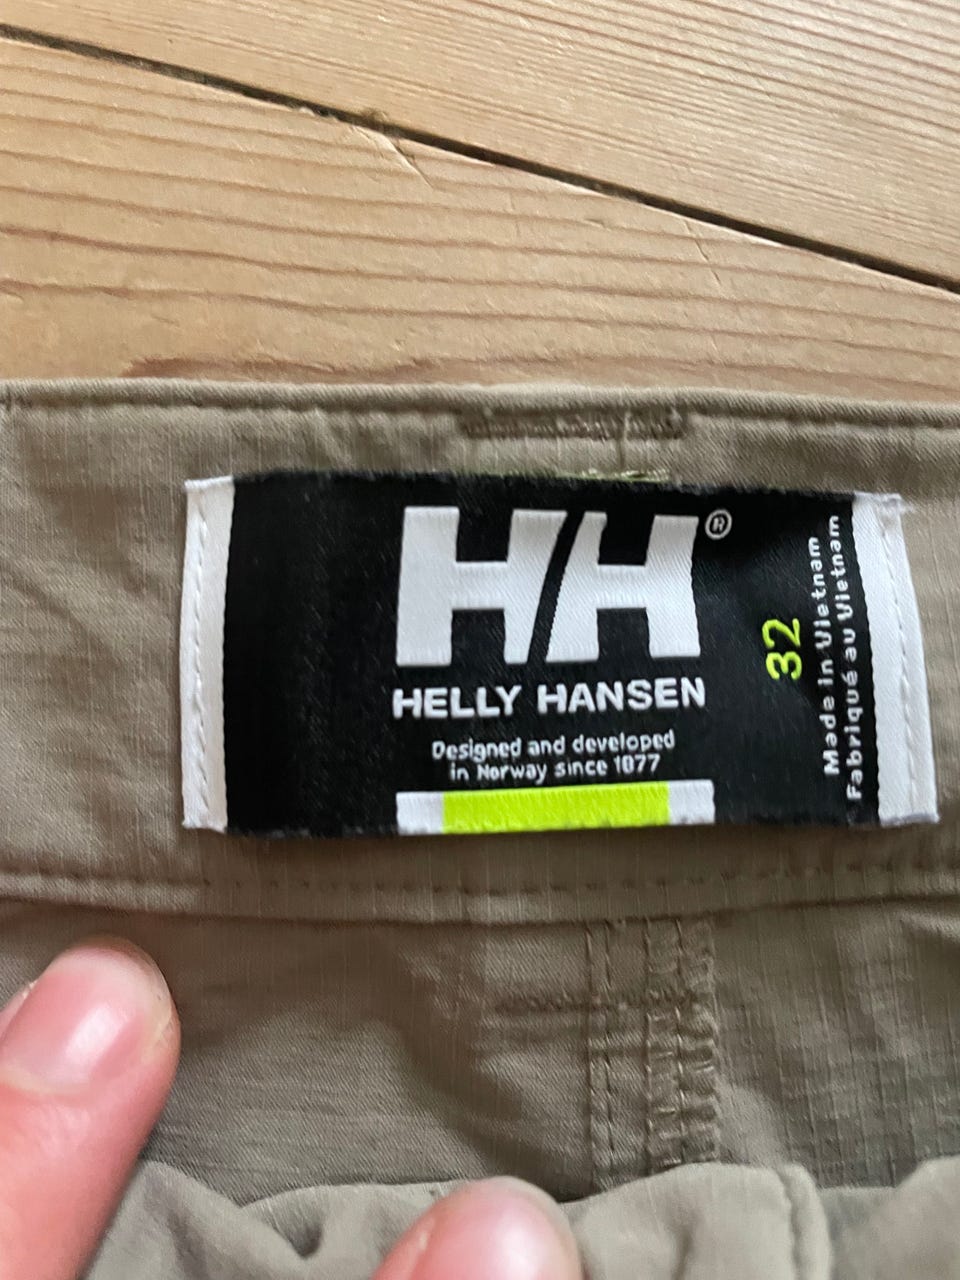 HH®
HELLY HANSEN
Designed and developed
in Norway since 1877
32
Made in Vietnam
Fabriqué au Vietnam